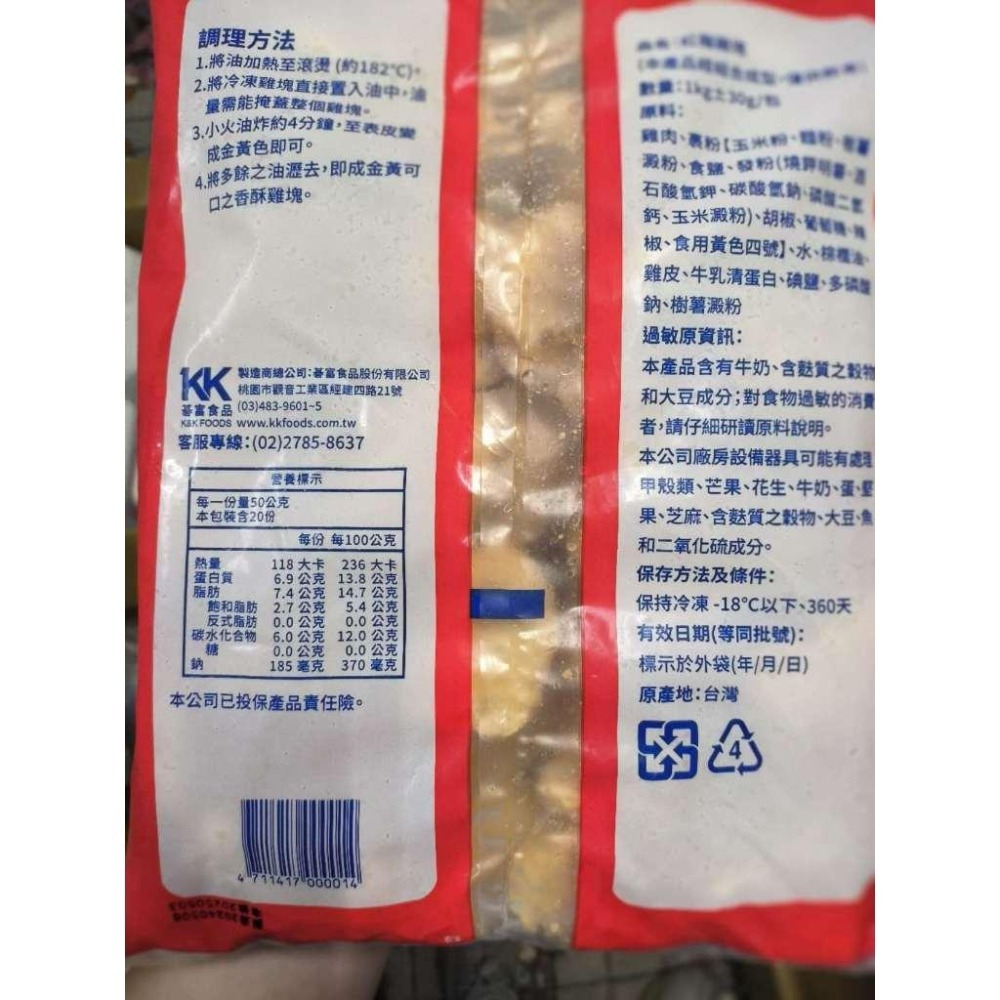 調理方法
1.將油加熱至滾燙 (約182℃)。
2.將冷凍雞塊直接置入油中，油
量需能掩蓋整個雞塊。
3.小火油炸約4分鐘，至表皮變
成金黃色即可。
4.將多餘之油瀝去，即成金黃可
口之香酥雞塊。
KK
碁富食品
K&K FOODS
製造商總公司：碁富食品股份有限公司
桃園市觀音工業區經建四路21號
(03)483-9601~5
www.kkfoods.com.tw
客服專線：(02)2785-8637
營養標示
每一份量50公克
本包裝含20份
每份 每100公克
熱量 118 大卡 236 大卡
蛋白質 6.9 公克 13.8 公克
脂肪 7.4 公克 14.7 公克
飽和脂肪 2.7 公克 5.4 公克
反式脂肪 0.0 公克 0.0 公克
碳水化合物 6.0 公克 12.0 公克
糖 0.0 公克 0.0 公克
鈉 185 毫克 370 毫克
本公司已投保產品責任險。
4 711417 000014
數量：1kg±30g/包
原料：
雞肉、裹粉【玉米粉、麵粉、
澱粉、食鹽、發粉(燒鉀明礬、酒
石酸氫鉀、碳酸氫鈉、磷酸二氫
鈣、玉米澱粉)、胡椒、葡萄糖、辣
椒、食用黃色四號】、水、棕櫚油、
雞皮、牛乳清蛋白、碘鹽、多磷酸
鈉、樹薯澱粉
過敏原資訊：
本產品含有牛奶、含麩質之穀物
和大豆成分；對食物過敏的消費
者，請仔細研讀原料說明。
本公司廠房設備器具可能有處理
甲殼類、芒果、花生、牛奶、蛋、堅
果、芝麻、含麩質之穀物、大豆、魚
和二氧化硫成分。
保存方法及條件：
保持冷凍 -18℃以下、360天
有效日期(等同批號)：
標示於外袋(年/月/日)
原產地：台灣
4